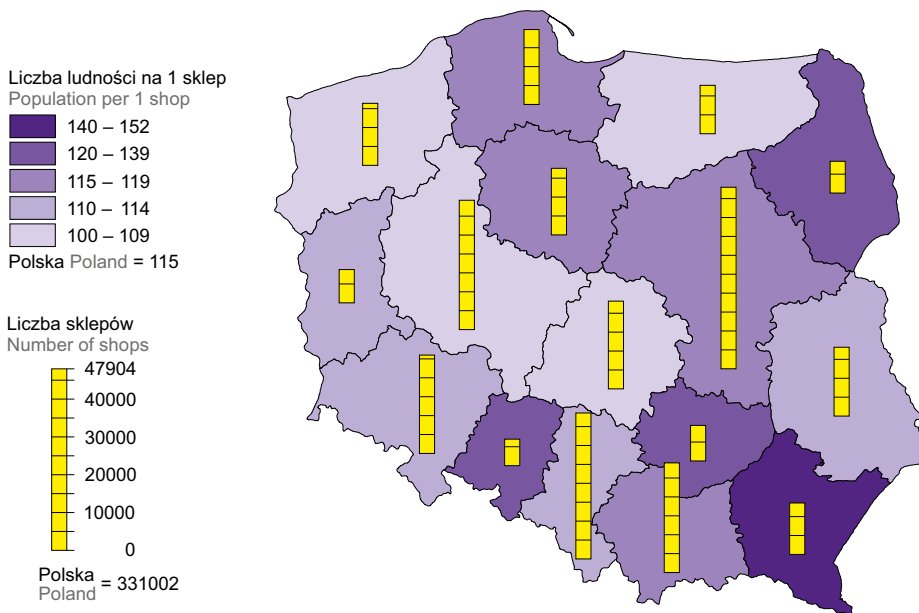 Liczba ludności na 1 sklep
Population per 1 shop
140 – 152
120 – 139
115 – 119
110 – 114
100 – 109
Polska Poland = 115
Liczba sklepów
Number of shops
47904
40000
30000
20000
10000
0
Polska
Poland = 331002